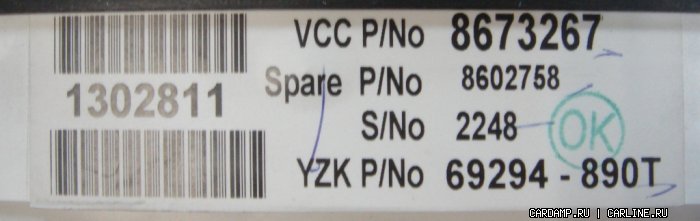 VCC P/No 8673267
1302811
Spare P/No 8602758
S/No 2248 OK
YZK P/No 69294 - 890T
CARDAMP.RU | CARLINE.RU